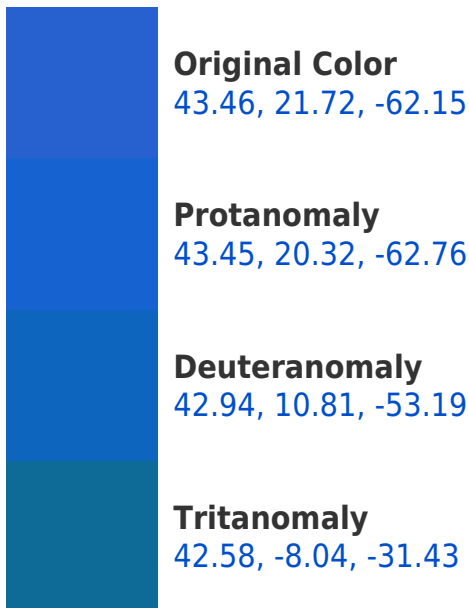 Original Color
43.46, 21.72, -62.15
Protanomaly
43.45, 20.32, -62.76
Deuteranomaly
42.94, 10.81, -53.19
Tritanomaly
42.58, -8.04, -31.43